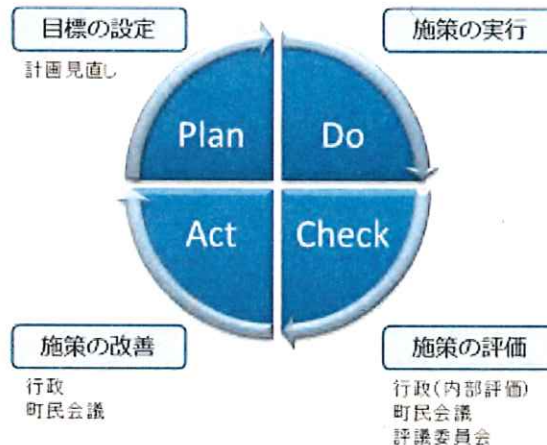 目標の設定
計画見直し
施策の実行
Plan
Do
Act
Check
施策の改善
行政
町民会議
施策の評価
行政(内部評価)
町民会議
評議委員会